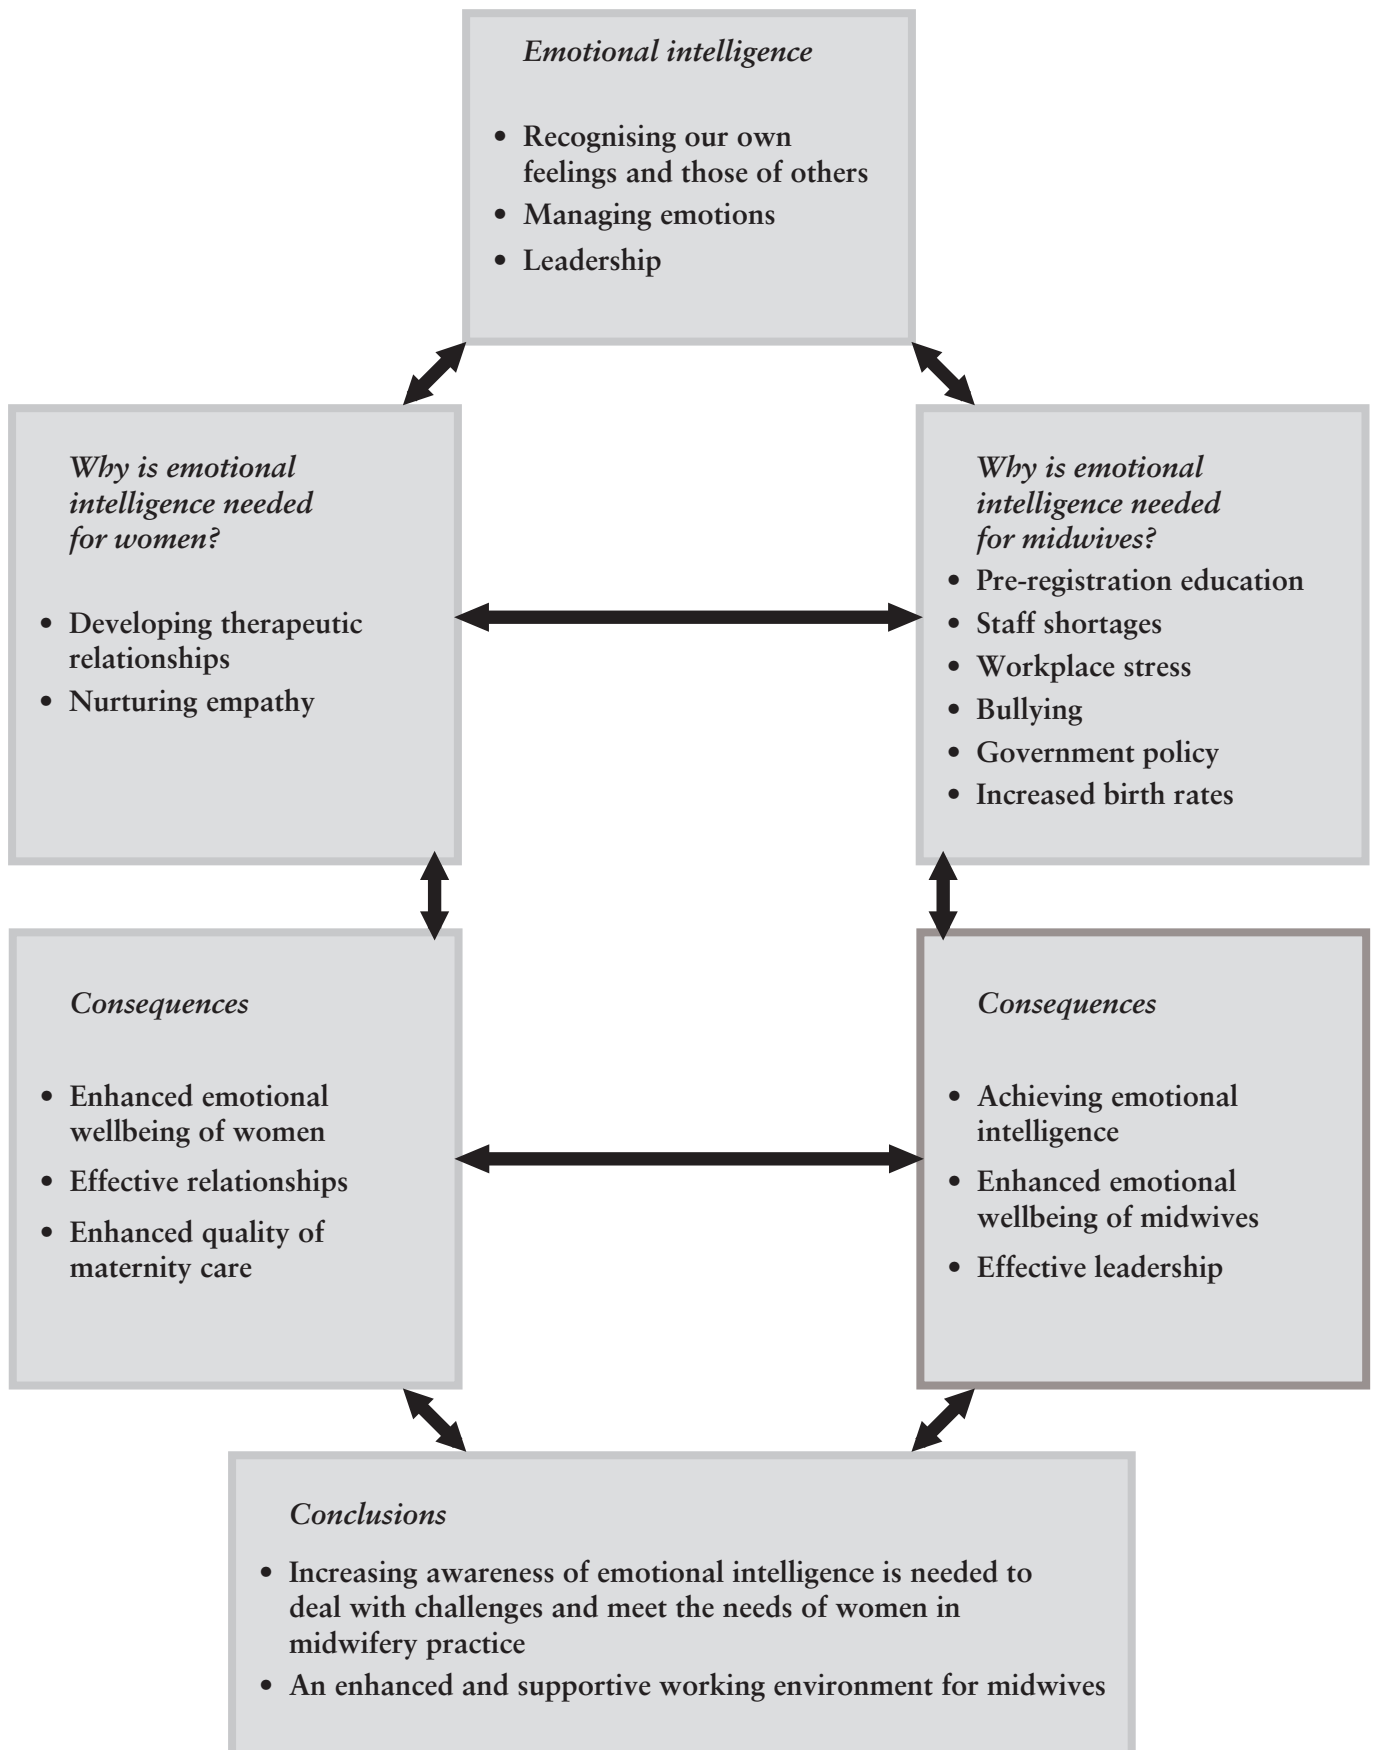 Emotional intelligence
• Recognising our own
feelings and those of others
• Managing emotions
• Leadership
Why is emotional
intelligence needed
for women?
• Developing therapeutic
relationships
• Nurturing empathy
Why is emotional
intelligence needed
for midwives?
• Pre-registration education
• Staff shortages
• Workplace stress
• Bullying
• Government policy
• Increased birth rates
Consequences
• Enhanced emotional
wellbeing of women
• Effective relationships
• Enhanced quality of
maternity care
Consequences
• Achieving emotional
intelligence
• Enhanced emotional
wellbeing of midwives
• Effective leadership
Conclusions
• Increasing awareness of emotional intelligence is needed to
deal with challenges and meet the needs of women in
midwifery practice
• An enhanced and supportive working environment for midwives